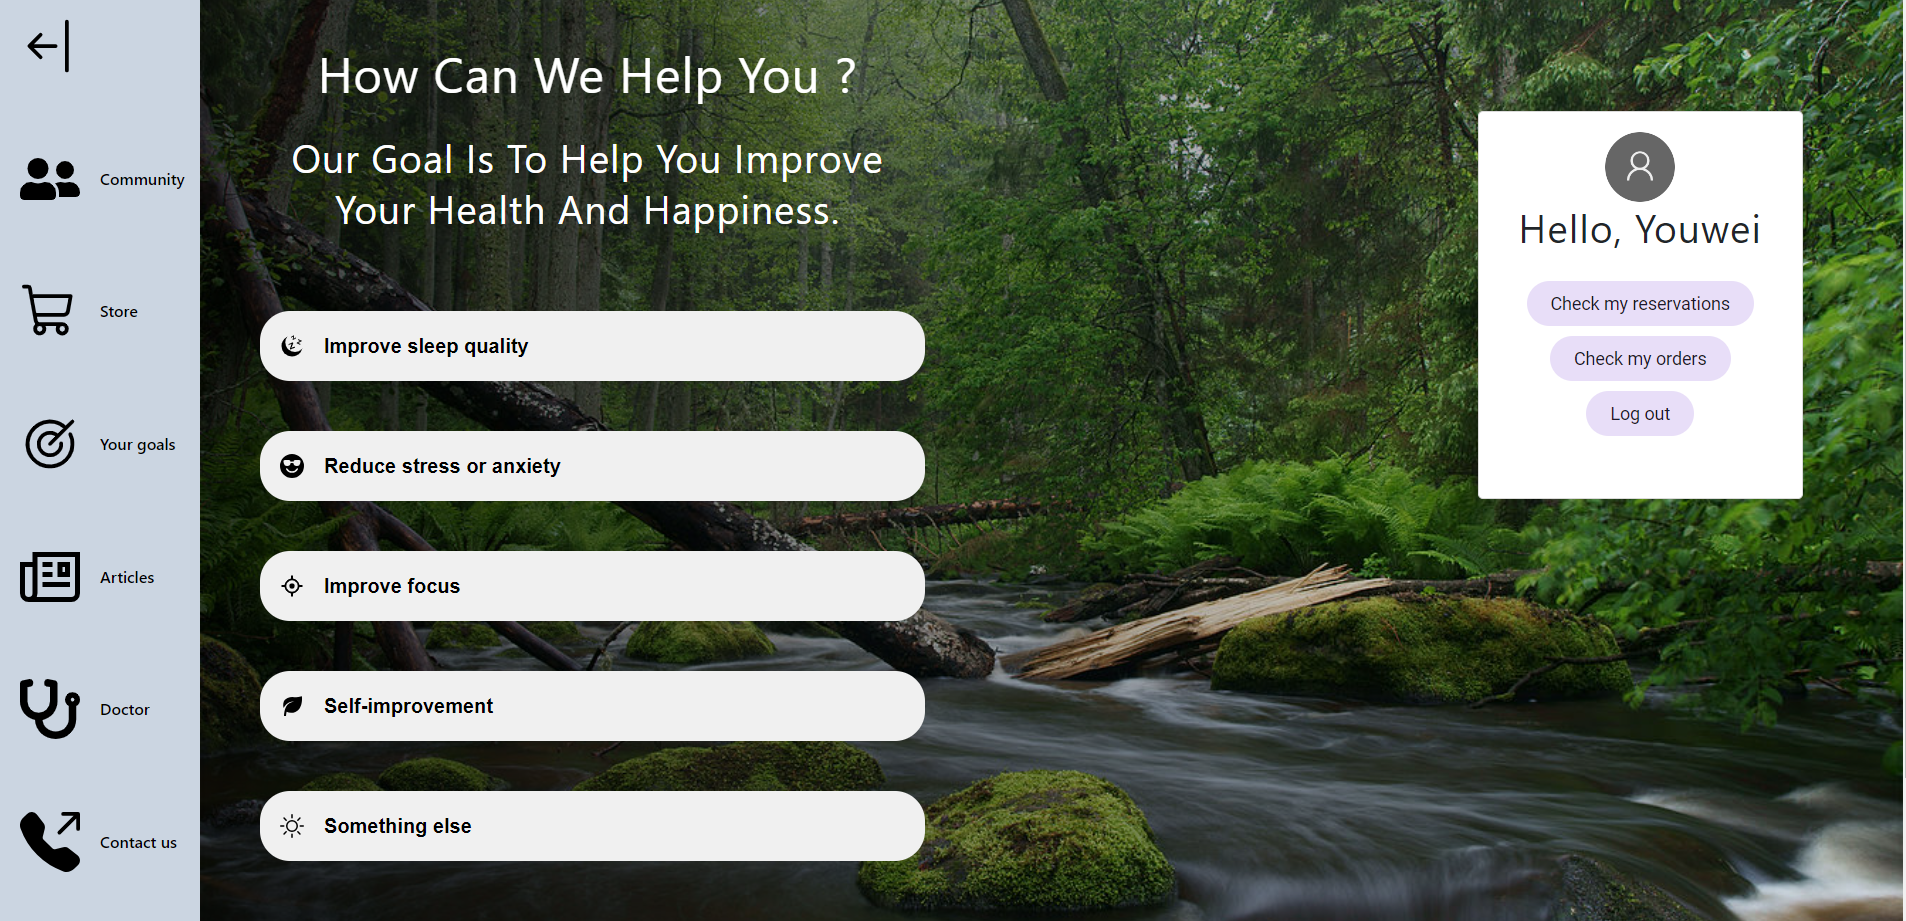 Community
Store
Your goals
Articles
Doctor
Contact us
How Can We Help You ?
Our Goal Is To Help You Improve
Your Health And Happiness.
Improve sleep quality
Reduce stress or anxiety
Improve focus
Self-improvement
Something else
Hello, Youwei
Check my reservations
Check my orders
Log out